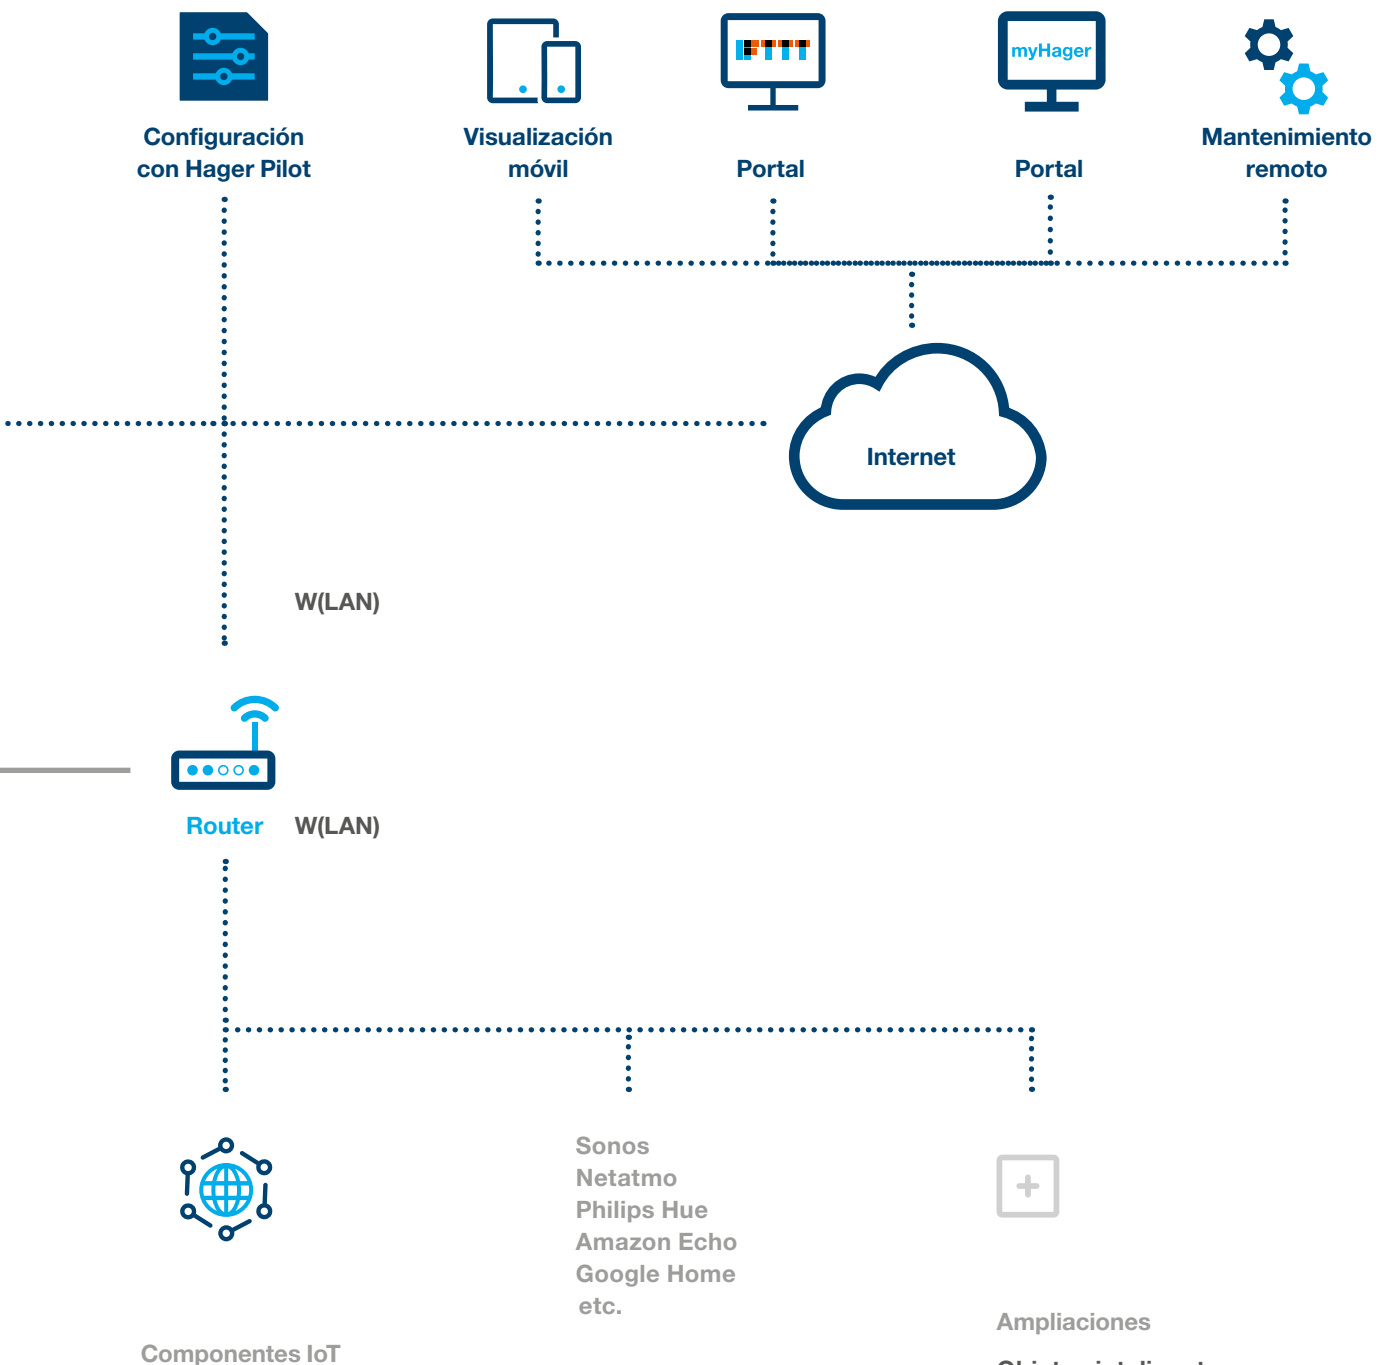 IFTTT
myHager
Configuración
con Hager Pilot
Visualización
móvil
Portal
Portal
Mantenimiento
remoto
Internet
W(LAN)
Router
W(LAN)
Sonos
Netatmo
Philips Hue
Amazon Echo
Google Home
etc.
Ampliaciones
Componentes IoT